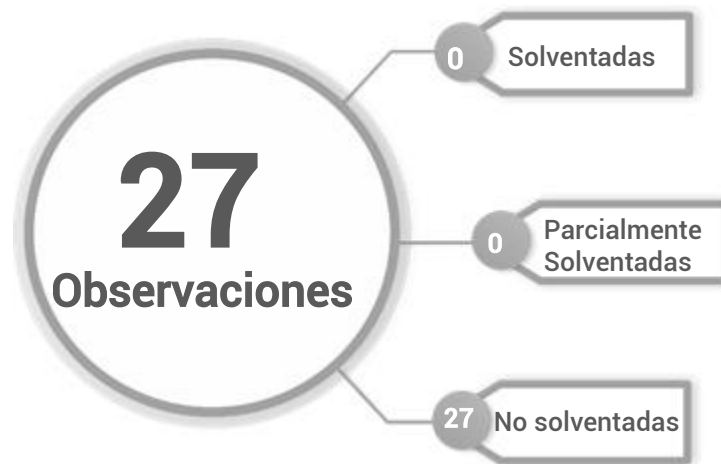 27
Observaciones
0
Solventadas
0
Parcialmente
Solventadas
27
No solventadas